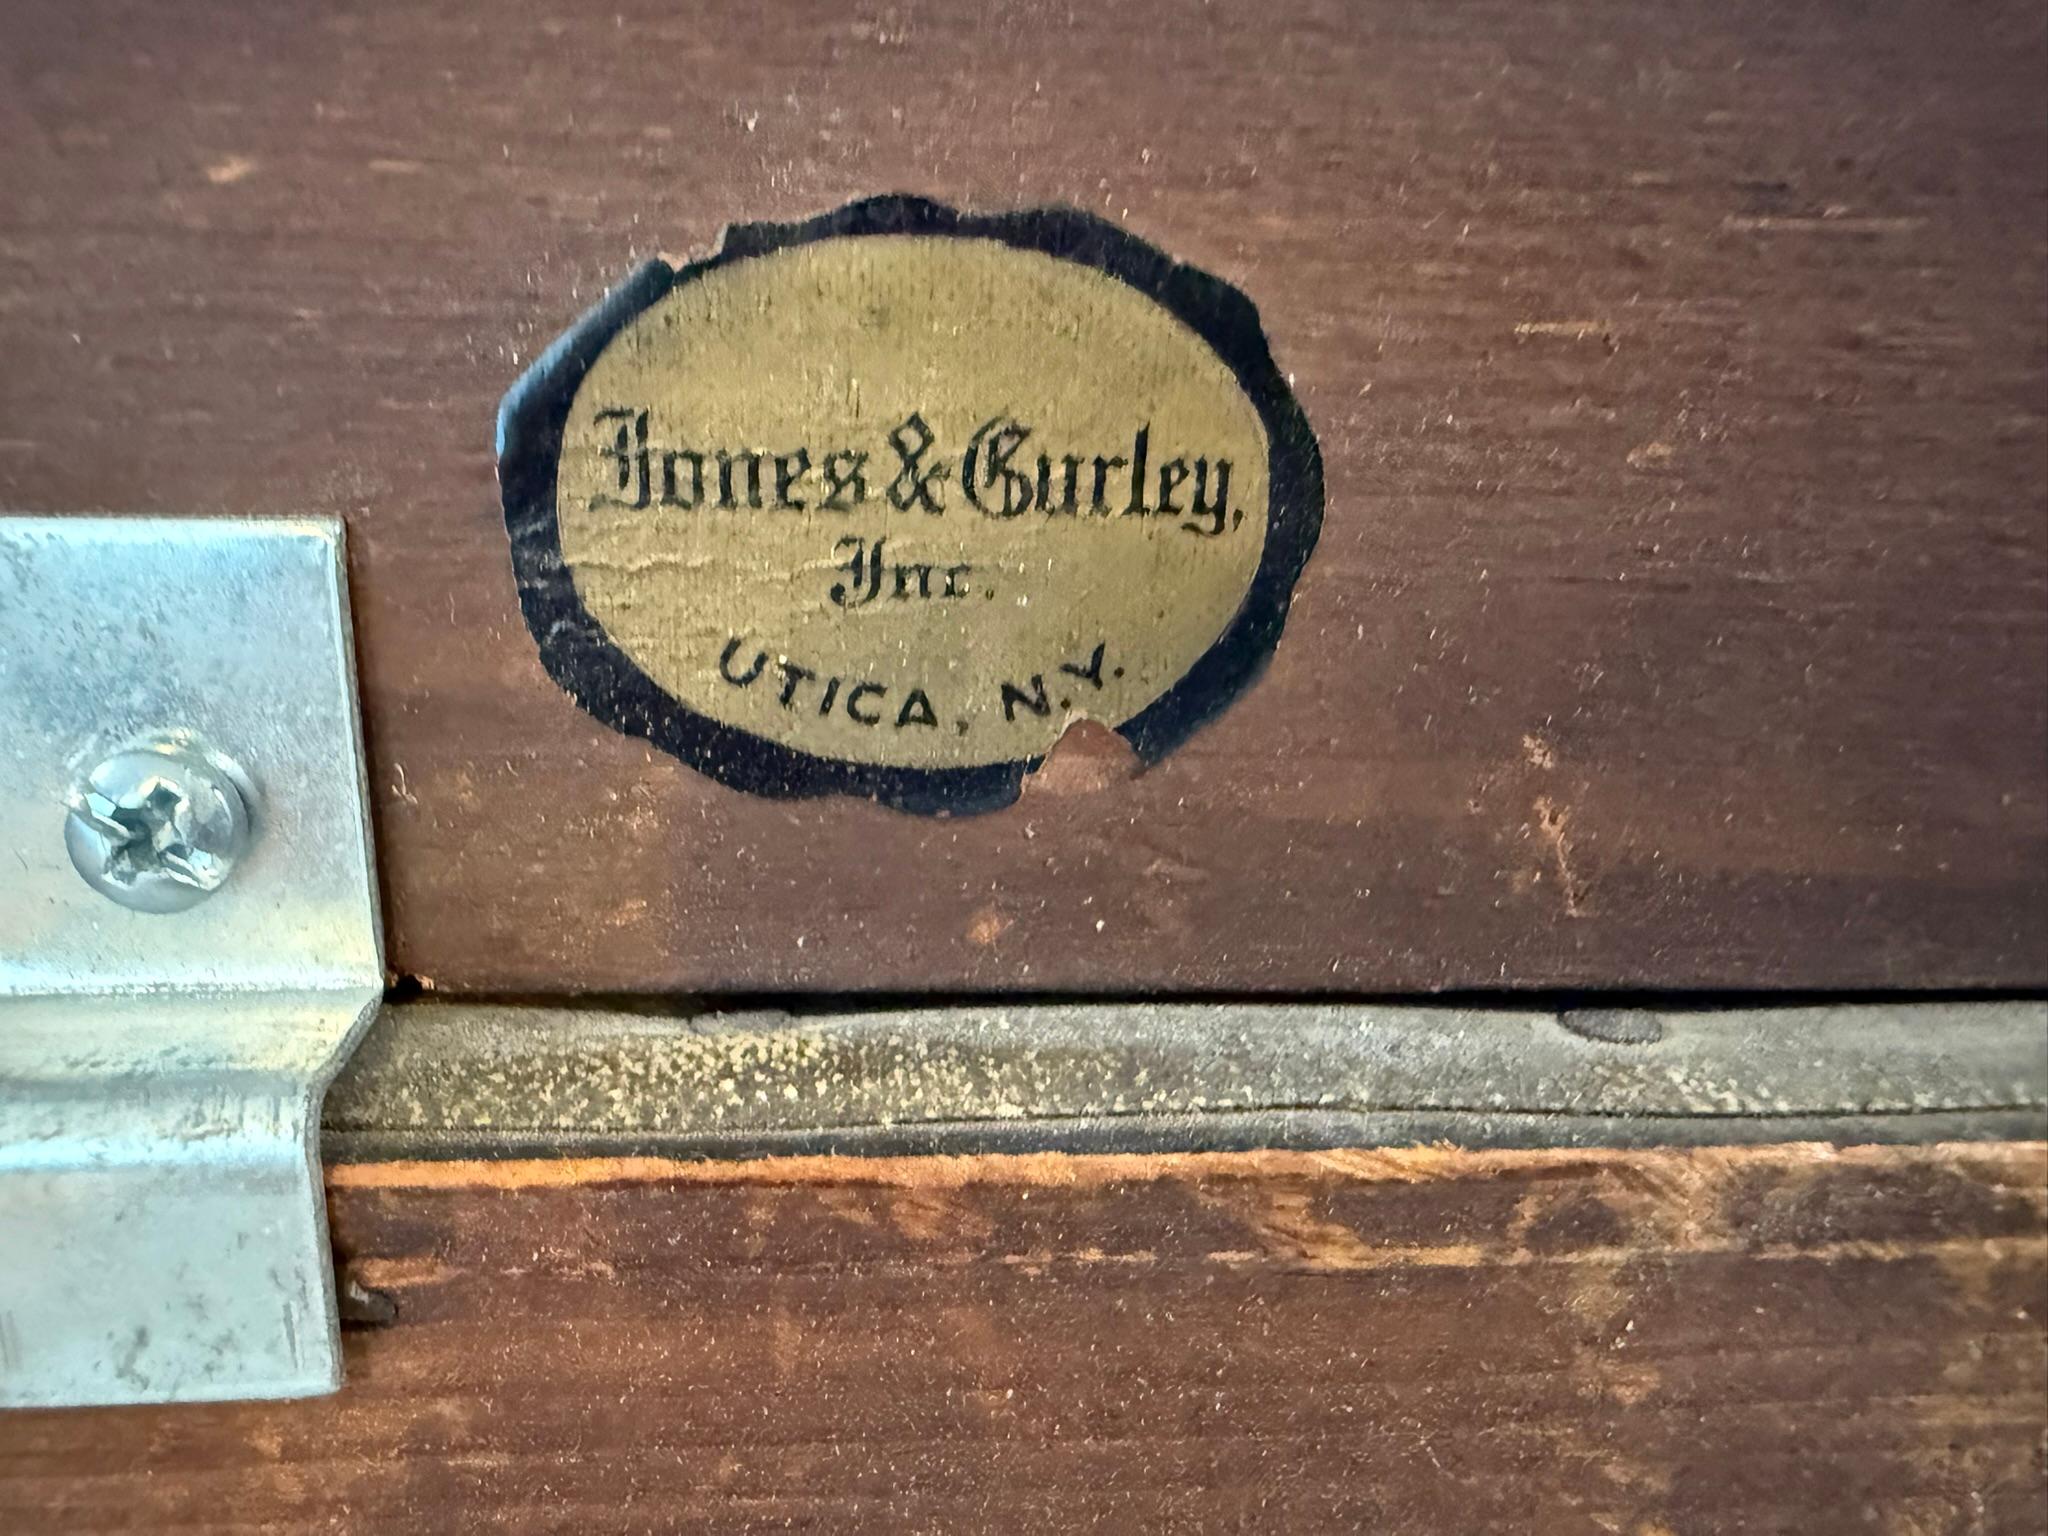 Jones & Gurley,
Inc.
UTICA, N.Y.